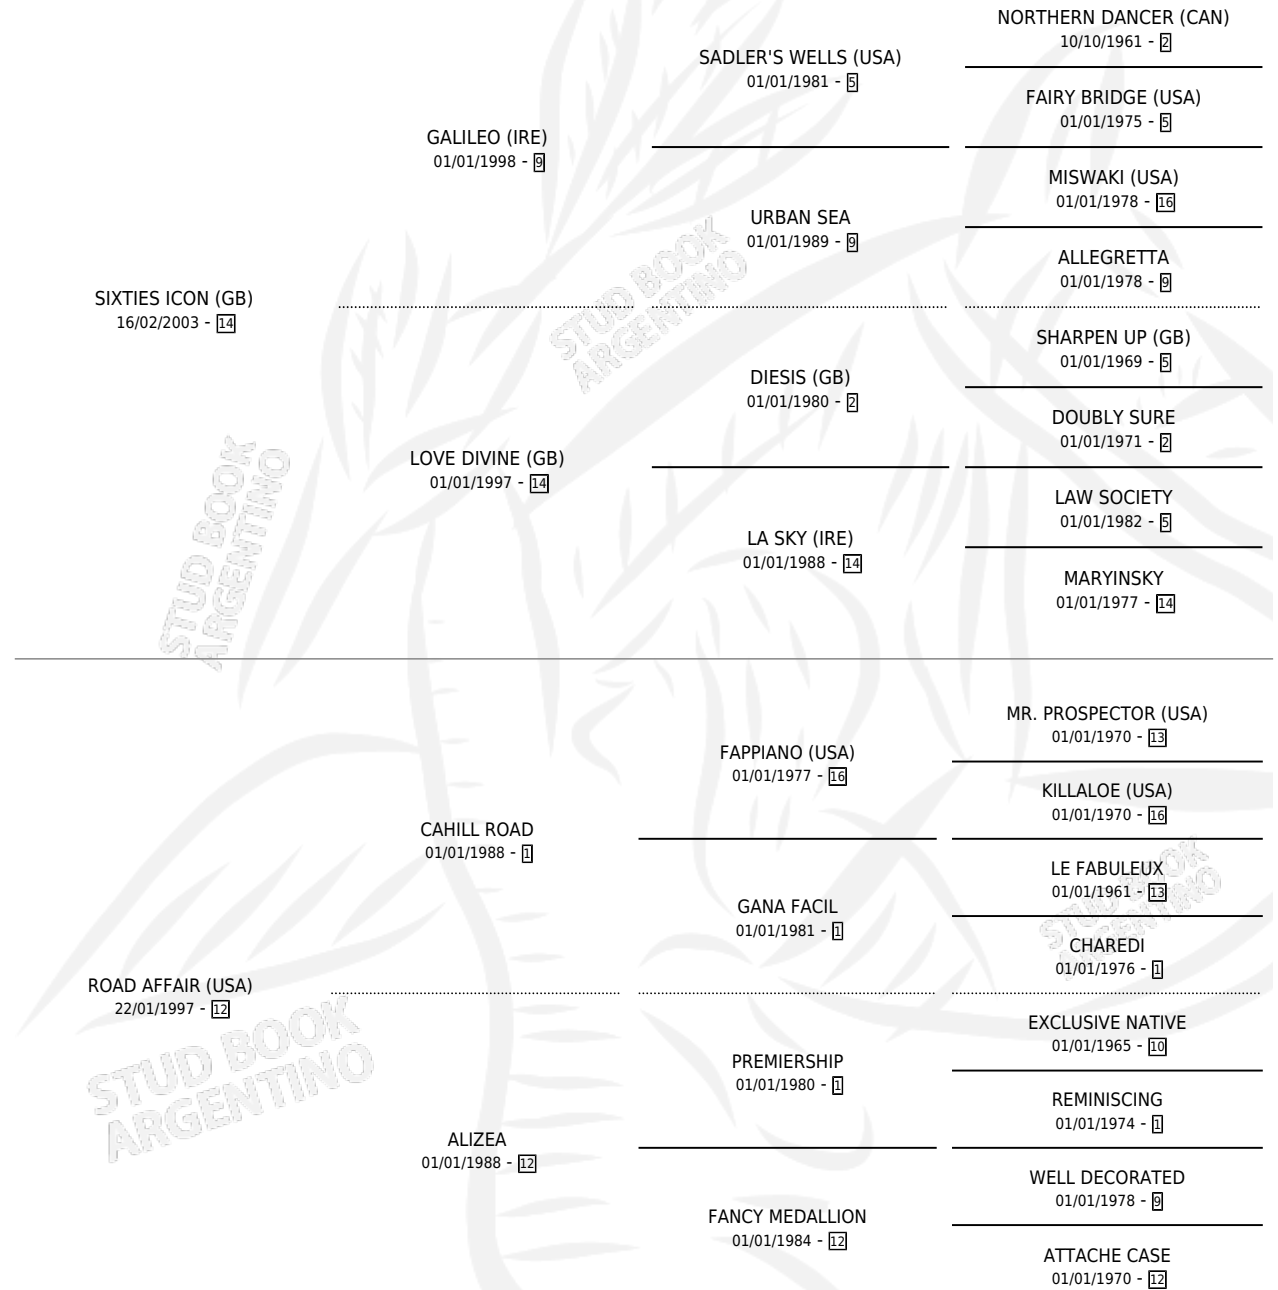 NORTHERN DANCER (CAN)
10/10/1961 - 2
SADLER'S WELLS (USA)
01/01/1981 - 5
FAIRY BRIDGE (USA)
01/01/1975 - 5
GALILEO (IRE)
01/01/1998 - 9
MISWAKI (USA)
01/01/1978 - 16
URBAN SEA
01/01/1989 - 9
ALLEGRETTA
01/01/1978 - 9
SIXTIES ICON (GB)
16/02/2003 - 14
STUD BOOK
ARGENTINO
SHARPEN UP (GB)
01/01/1969 - 5
DIESIS (GB)
01/01/1980 - 2
DOUBLY SURE
01/01/1971 - 2
LOVE DIVINE (GB)
01/01/1997 - 14
LAW SOCIETY
01/01/1982 - 5
LA SKY (IRE)
01/01/1988 - 14
MARYINSKY
01/01/1977 - 14
STUD BOOK
ARGENTINO
MR. PROSPECTOR (USA)
01/01/1970 - 13
FAPPIANO (USA)
01/01/1977 - 16
KILLALOE (USA)
01/01/1970 - 16
CAHILL ROAD
01/01/1988 - 1
LE FABULEUX
01/01/1961 - 13
GANA FACIL
01/01/1981 - 1
STUD BOOK
ARGENTINO
CHAREDI
01/01/1976 - 1
ROAD AFFAIR (USA)
22/01/1997 - 12
STUD BOOK
ARGENTINO
EXCLUSIVE NATIVE
01/01/1965 - 10
PREMIERSHIP
01/01/1980 - 1
REMINISCING
01/01/1974 - 1
ALIZEA
01/01/1988 - 12
WELL DECORATED
01/01/1978 - 9
FANCY MEDALLION
01/01/1984 - 12
ATTACHE CASE
01/01/1970 - 12